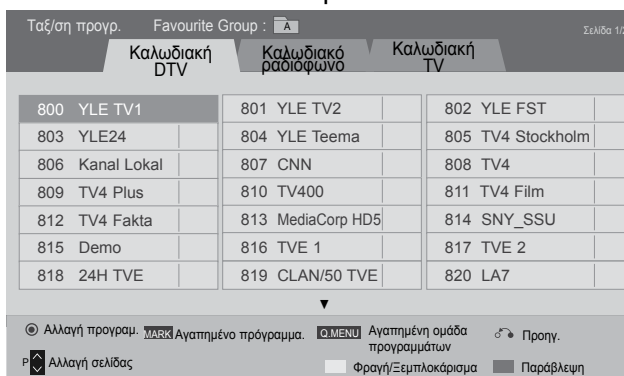 Ταξ/ση προγρ. Favourite Group : A
Σελίδα 1/2
Καλωδιακή DTV
Καλωδιακό ραδιόφωνο
Καλωδιακή TV
800 YLE TV1 801 YLE TV2 802 YLE FST
803 YLE24 804 YLE Teema 805 TV4 Stockholm
806 Kanal Lokal 807 CNN 808 TV4
809 TV4 Plus 810 TV400 811 TV4 Film
812 TV4 Fakta 813 MediaCorp HD5 814 SNY_SSU
815 Demo 816 TVE 1 817 TVE 2
818 24H TVE 819 CLAN/50 TVE 820 LA7
Αλλαγή προγραμ. MARK Αγαπημένο πρόγραμμα. Q.MENU Αγαπημένη ομάδα προγραμμάτων Προηγ.
P Αλλαγή σελίδας Φραγή/Ξεμπλοκάρισμα Παράβλεψη